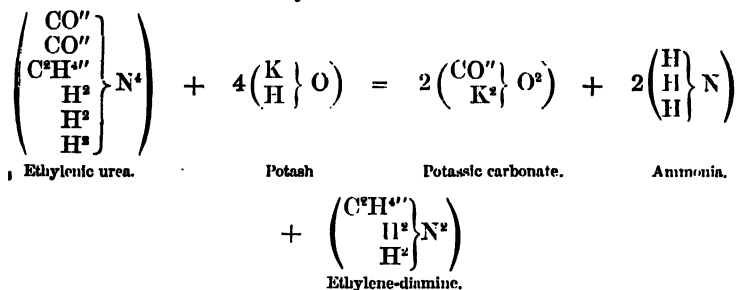 CO″
CO″
C²H⁴″
H²
H²
H²
N⁴
+ 4 ( K H } O ) = 2 ( CO″ K² } O² ) + 2 ( H H H } N )
Ethylenic urea. Potash Potassic carbonate. Ammonia.
+ ( C²H⁴″ H² H² } N² )
Ethylene-diamine.